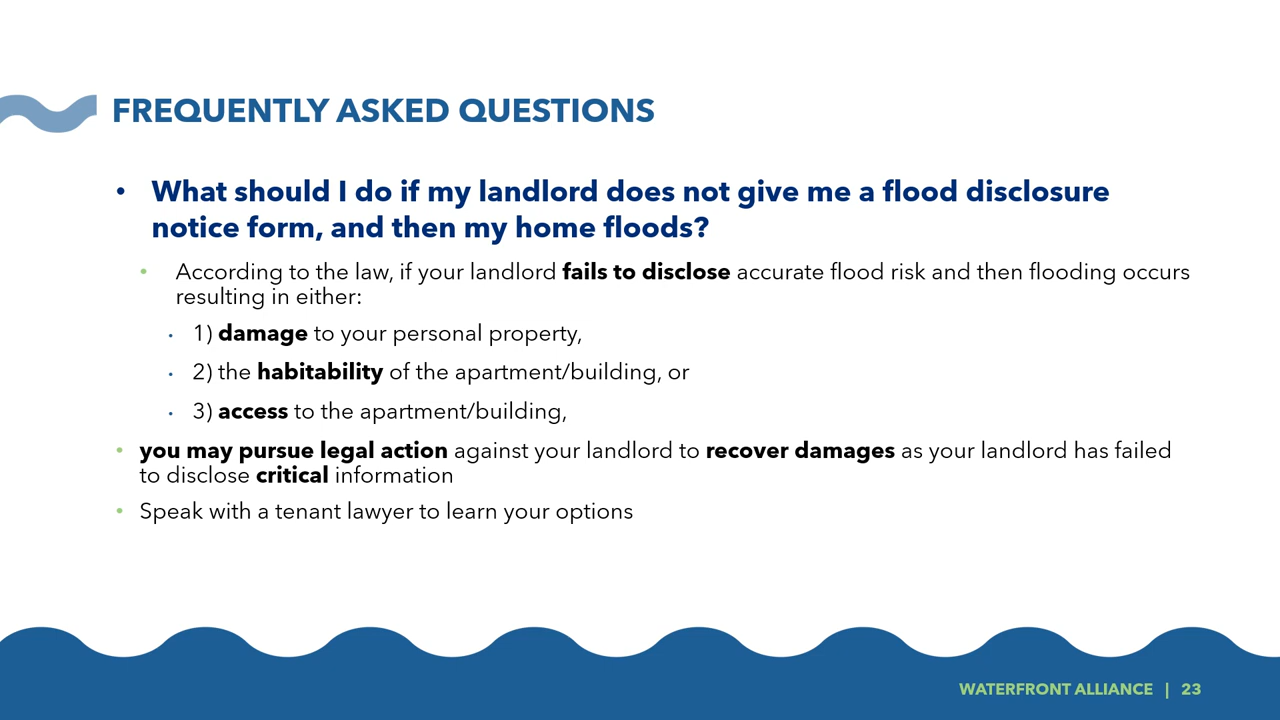 FREQUENTLY ASKED QUESTIONS
• What should I do if my landlord does not give me a flood disclosure
notice form, and then my home floods?
• According to the law, if your landlord fails to disclose accurate flood risk and then flooding occurs
resulting in either:
• 1) damage to your personal property,
• 2) the habitability of the apartment/building, or
• 3) access to the apartment/building,
• you may pursue legal action against your landlord to recover damages as your landlord has failed
to disclose critical information
• Speak with a tenant lawyer to learn your options
WATERFRONT ALLIANCE | 23